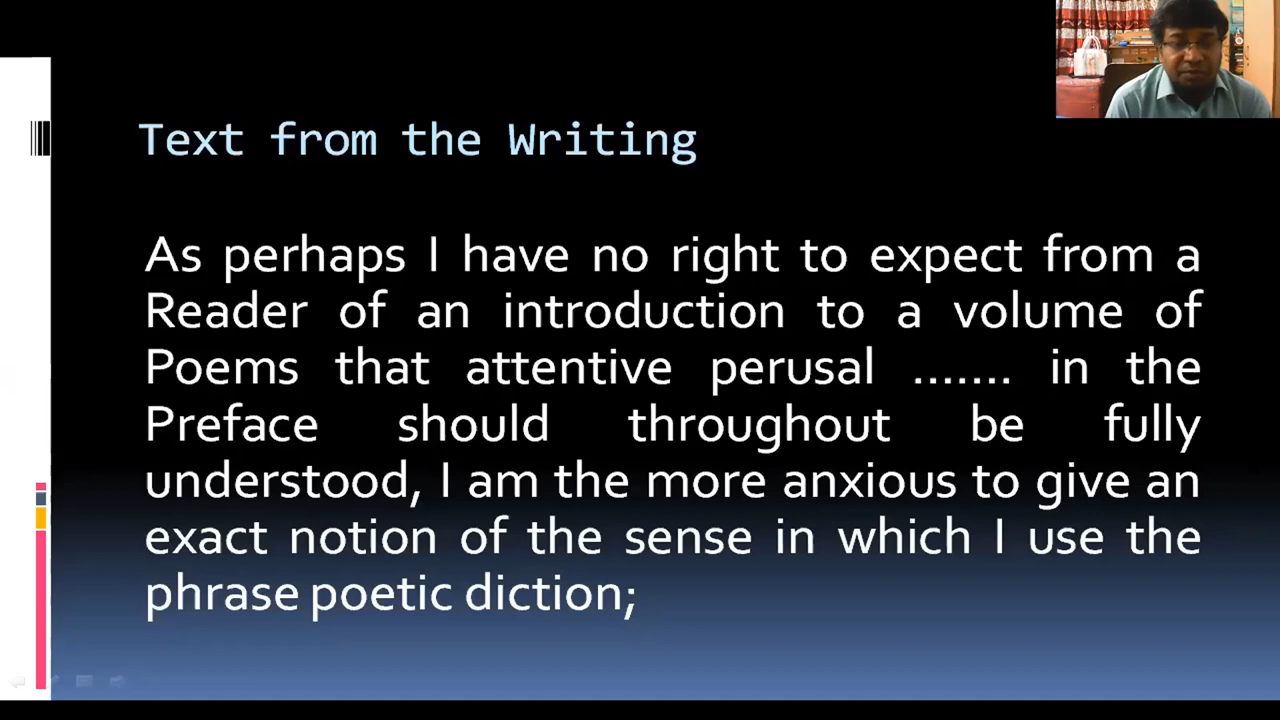 Text from the Writing
As perhaps I have no right to expect from a
Reader of an introduction to a volume of
Poems that attentive perusal ....... in the
Preface should throughout be fully
understood, I am the more anxious to give an
exact notion of the sense in which I use the
phrase poetic diction;